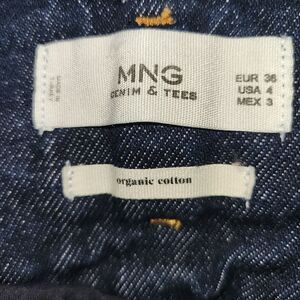 MNG
DENIM & TEES
EUR 36
USA 4
MEX 3
organic cotton